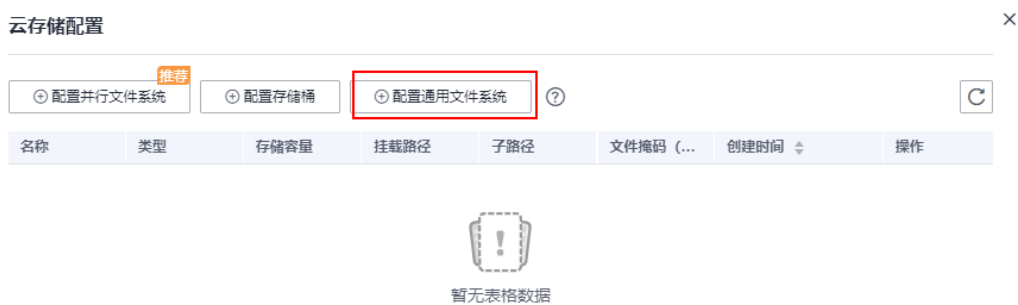 云存储配置
推荐
配置并行文件系统 配置存储桶 配置通用文件系统
名称 类型 存储容量 挂载路径 子路径 文件掩码（... 创建时间 操作
暂无表格数据